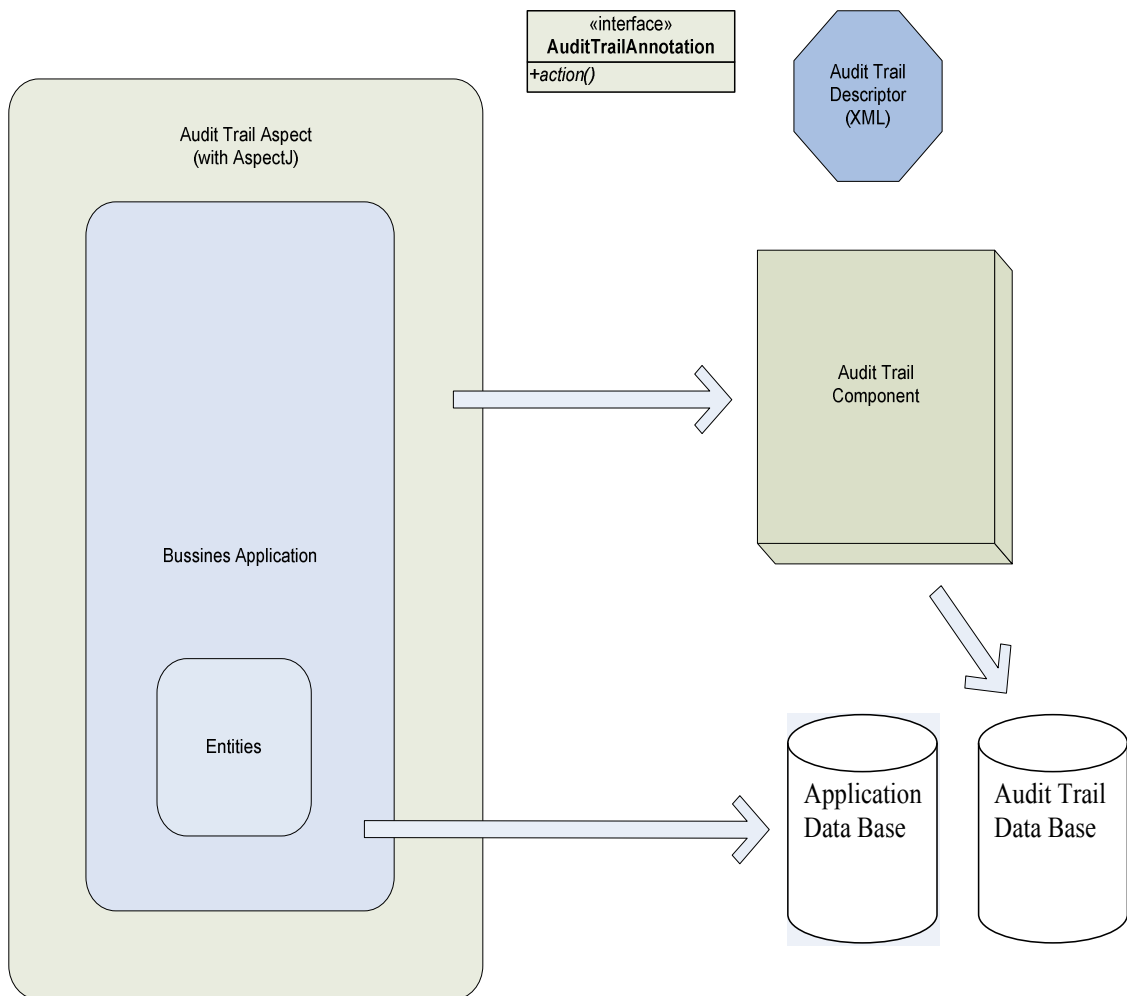 «interface»
AuditTrailAnnotation
+action()
Audit Trail
Descriptor
(XML)
Audit Trail Aspect
(with AspectJ)
Audit Trail
Component
Bussines Application
Entities
Application
Data Base
Audit Trail
Data Base